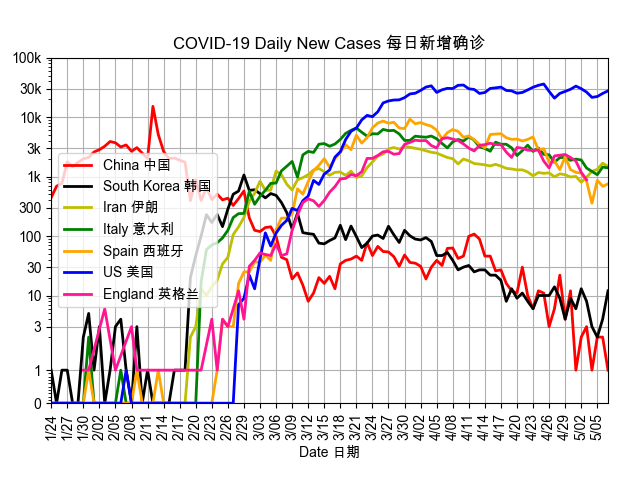 COVID-19 Daily New Cases 每日新增确诊
100k
30k
10k
3k
1k
300
100
30
10
3
1
0
China 中国
South Korea 韩国
Iran 伊朗
Italy 意大利
Spain 西班牙
US 美国
England 英格兰
1/24 1/27 1/30 2/02 2/05 2/08 2/11 2/14 2/17 2/20 2/23 2/26 2/29 3/03 3/06 3/09 3/12 3/15 3/18 3/21 3/24 3/27 3/30 4/02 4/05 4/08 4/11 4/14 4/17 4/20 4/23 4/26 4/29 5/02 5/05
Date 日期